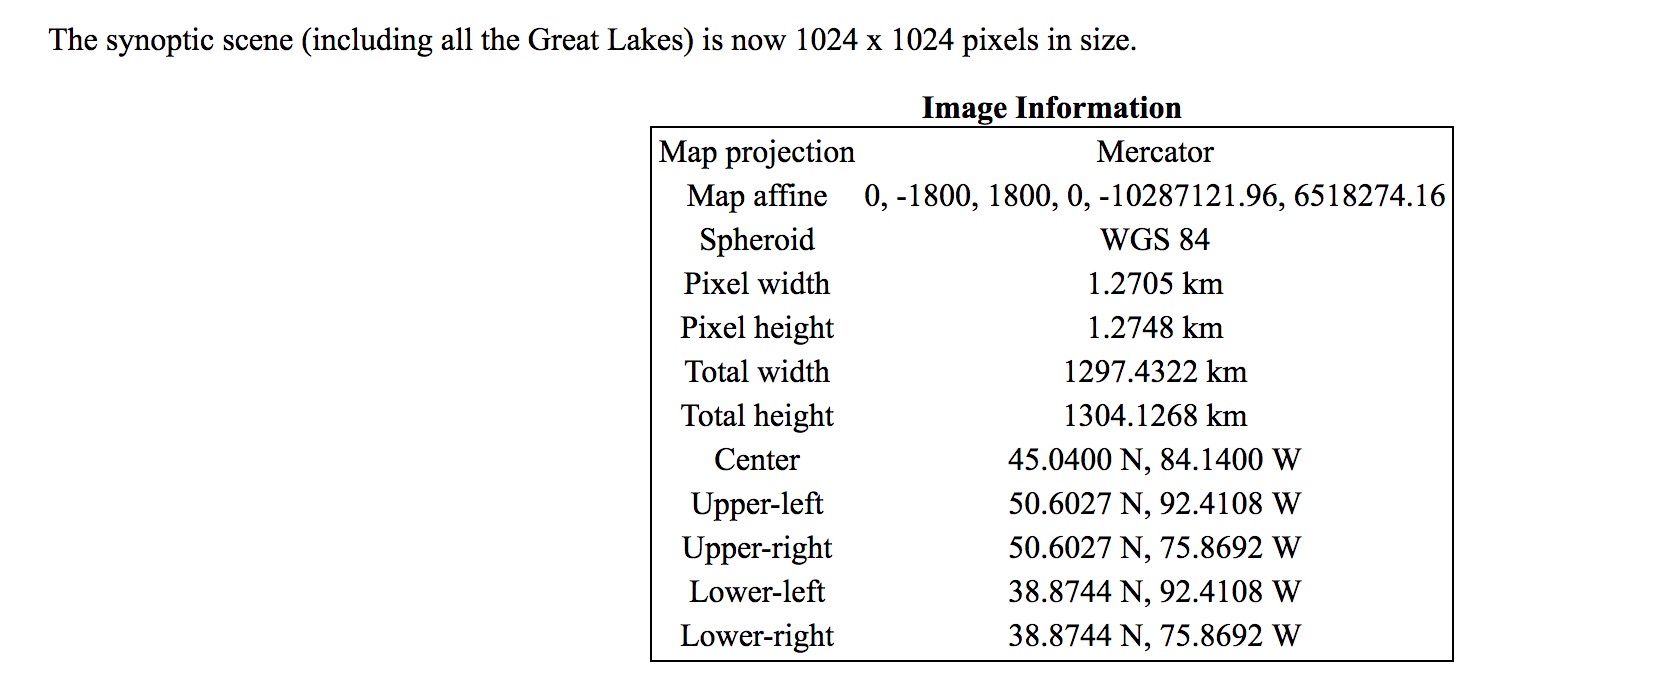 The synoptic scene (including all the Great Lakes) is now 1024 x 1024 pixels in size.
Image Information
Map projection Mercator
Map affine 0, -1800, 1800, 0, -10287121.96, 6518274.16
Spheroid WGS 84
Pixel width 1.2705 km
Pixel height 1.2748 km
Total width 1297.4322 km
Total height 1304.1268 km
Center 45.0400 N, 84.1400 W
Upper-left 50.6027 N, 92.4108 W
Upper-right 50.6027 N, 75.8692 W
Lower-left 38.8744 N, 92.4108 W
Lower-right 38.8744 N, 75.8692 W